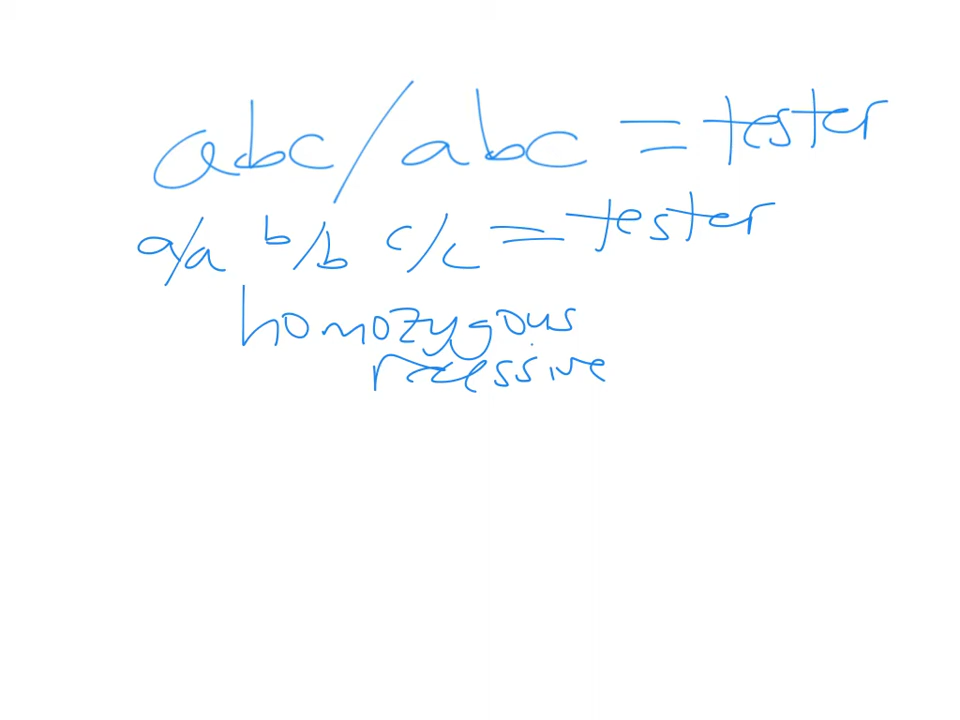 abc/abc = tester
a/a b/b c/c = tester
homozygous
recessive